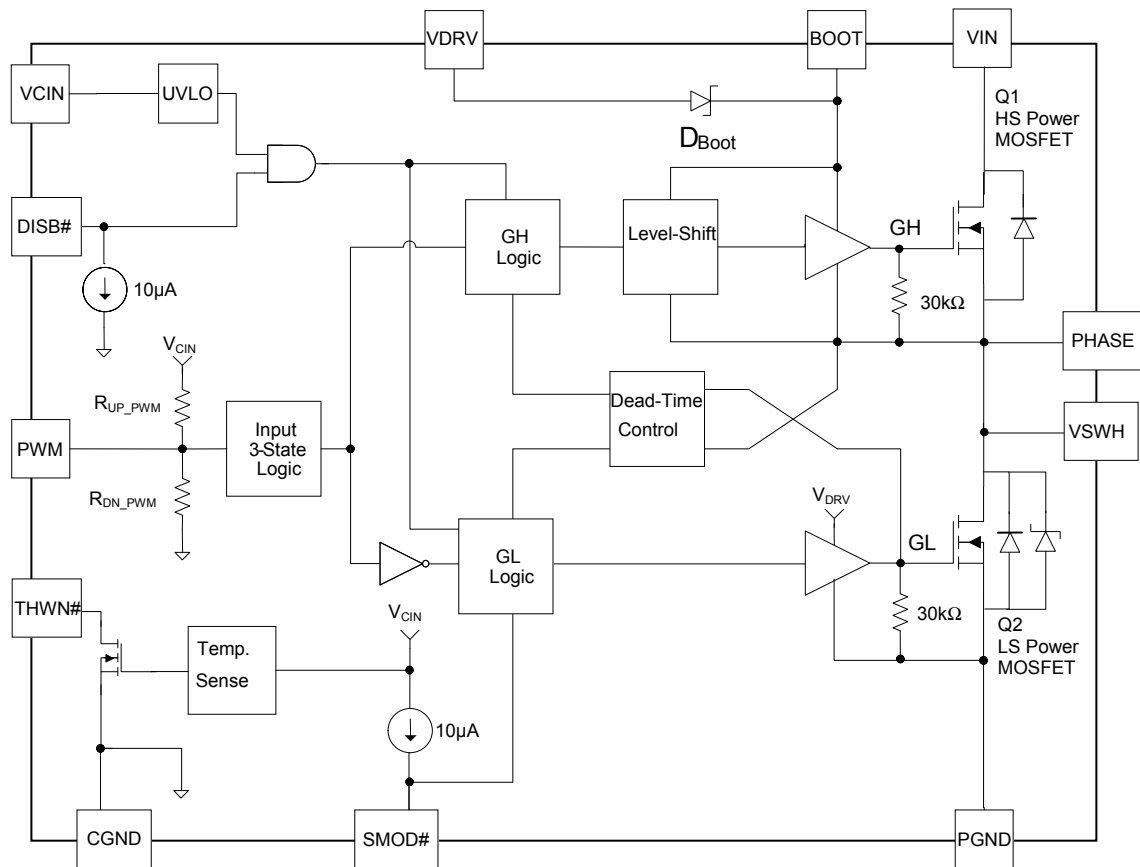 VDRV
BOOT
VIN
VCIN
UVLO
Q1
HS Power
MOSFET
DBoot
DISB#
GH
Logic
Level-Shift
GH
10µA
30kΩ
VCIN
PHASE
RUP_PWM
Dead-Time
Control
PWM
Input
3-State
Logic
VSWH
RDN_PWM
VDRV
GL
Logic
GL
THWN#
VCIN
30kΩ
Q2
LS Power
MOSFET
Temp.
Sense
10µA
CGND
SMOD#
PGND